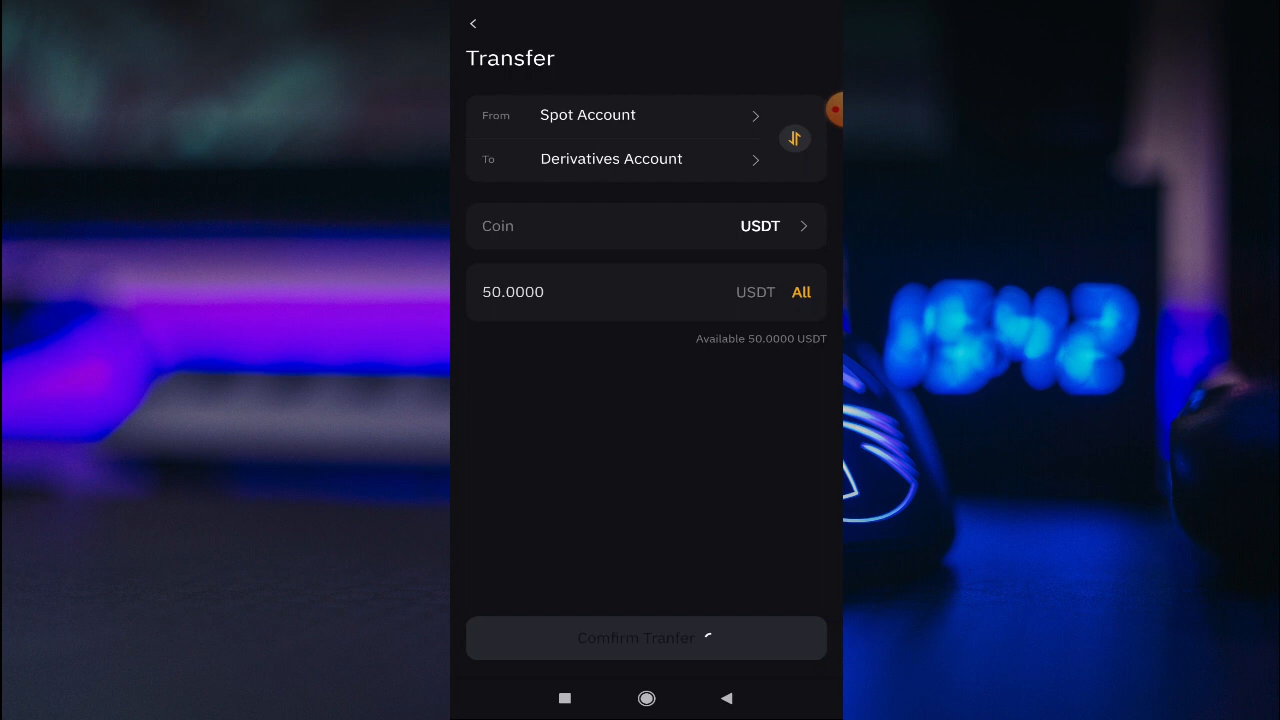 Transfer
From Spot Account
To Derivatives Account
Coin USDT
50.0000 USDT All
Available 50.0000 USDT
Comfirm Tranfer